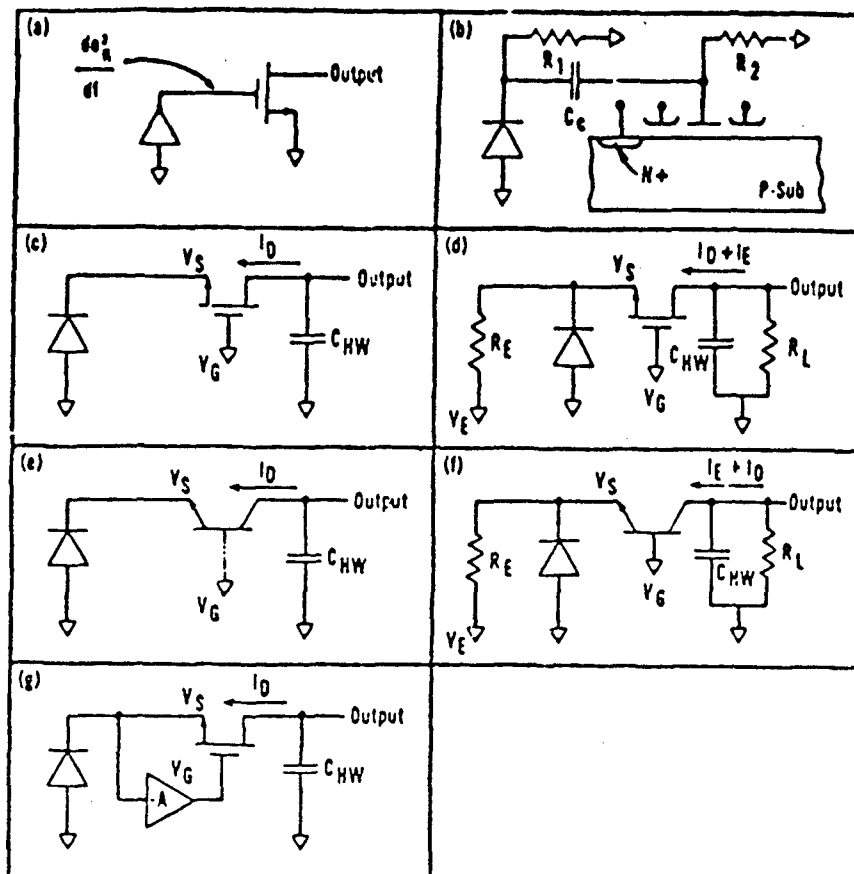 (a)
de²n
df
Output
(b)
R1
R2
Cc
N+
P-Sub
(c)
VS
ID
Output
VG
CHW
(d)
VS
ID + IE
Output
RE
VE
VG
CHW
RL
(e)
VS
ID
Output
VG
CHW
(f)
VS
IE + ID
Output
RE
VE
VG
CHW
RL
(g)
VS
ID
Output
VG
-A
CHW